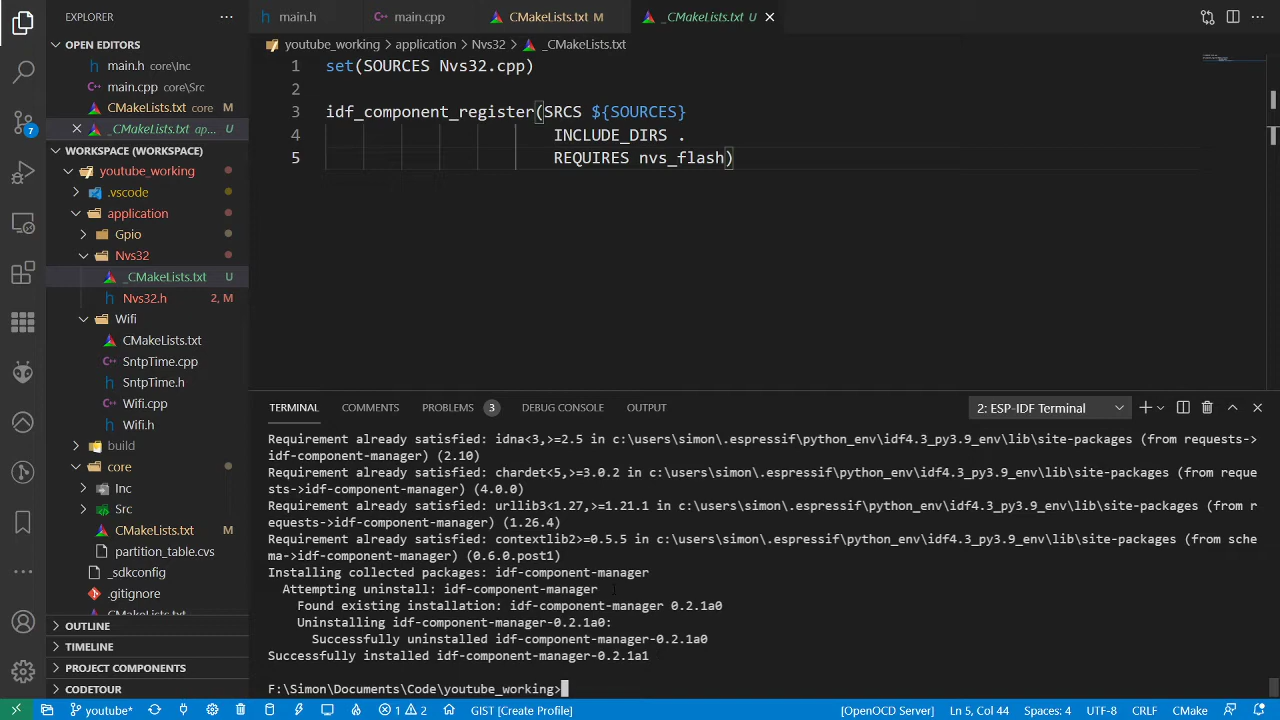 EXPLORER
main.h
main.cpp
CMakeLists.txt M
_CMakeLists.txt U
OPEN EDITORS
main.h core\Inc
main.cpp core\Src
CMakeLists.txt core M
_CMakeLists.txt ap... U
WORKSPACE (WORKSPACE)
youtube_working
.vscode
application
Gpio
Nvs32
_CMakeLists.txt U
Nvs32.h 2, M
Wifi
CMakeLists.txt
SntpTime.cpp
SntpTime.h
Wifi.cpp
Wifi.h
build
core
Inc
Src
CMakeLists.txt M
partition_table.cvs
_sdkconfig
.gitignore
CMakeLists.txt
OUTLINE
TIMELINE
PROJECT COMPONENTS
CODETOUR
7
youtube_working > application > Nvs32 > _CMakeLists.txt
1 set(SOURCES Nvs32.cpp)
2
3 idf_component_register(SRCS ${SOURCES}
4 INCLUDE_DIRS .
5 REQUIRES nvs_flash)
TERMINAL COMMENTS PROBLEMS 3 DEBUG CONSOLE OUTPUT
2: ESP-IDF Terminal
Requirement already satisfied: idna<3,>=2.5 in c:\users\simon\.espressif\python_env\idf4.3_py3.9_env\lib\site-packages (from requests->
idf-component-manager) (2.10)
Requirement already satisfied: chardet<5,>=3.0.2 in c:\users\simon\.espressif\python_env\idf4.3_py3.9_env\lib\site-packages (from reque
sts->idf-component-manager) (4.0.0)
Requirement already satisfied: urllib3<1.27,>=1.21.1 in c:\users\simon\.espressif\python_env\idf4.3_py3.9_env\lib\site-packages (from r
equests->idf-component-manager) (1.26.4)
Requirement already satisfied: contextlib2>=0.5.5 in c:\users\simon\.espressif\python_env\idf4.3_py3.9_env\lib\site-packages (from sche
ma->idf-component-manager) (0.6.0.post1)
Installing collected packages: idf-component-manager
Attempting uninstall: idf-component-manager
Found existing installation: idf-component-manager 0.2.1a0
Uninstalling idf-component-manager-0.2.1a0:
Successfully uninstalled idf-component-manager-0.2.1a0
Successfully installed idf-component-manager-0.2.1a1
F:\Simon\Documents\Code\youtube_working>
youtube* 1 2 GIST [Create Profile] [OpenOCD Server] Ln 5, Col 44 Spaces: 4 UTF-8 CRLF CMake